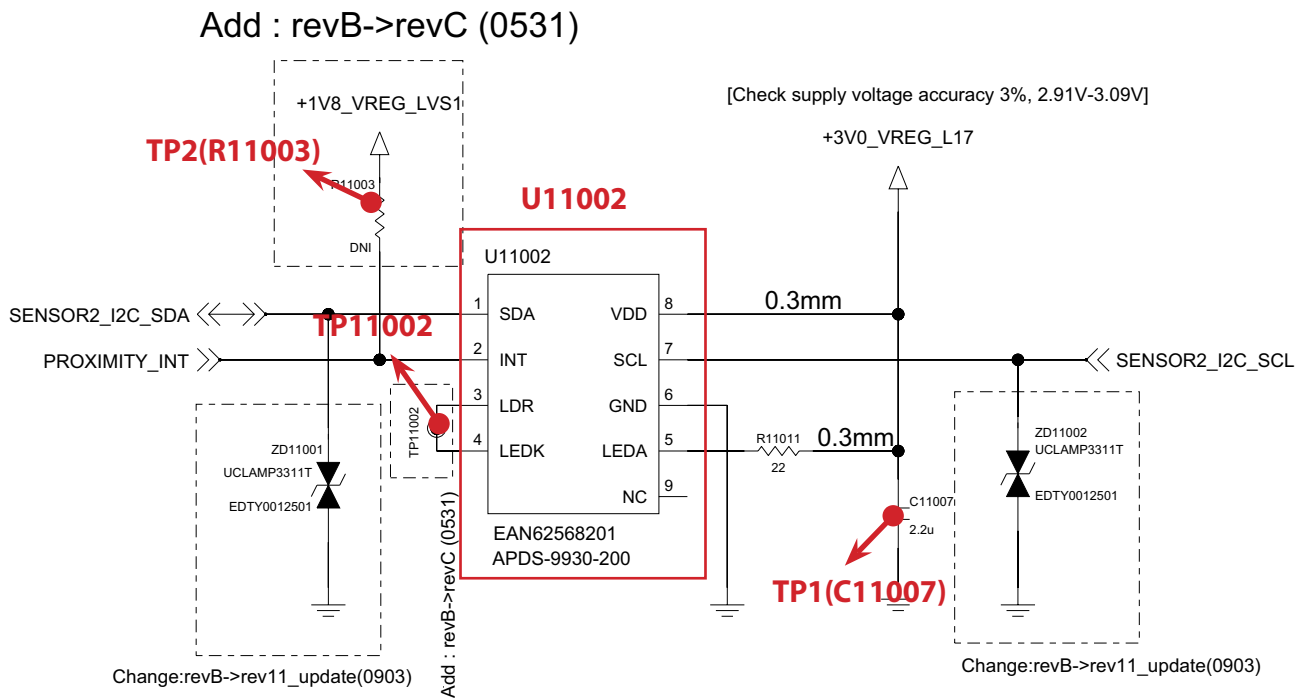 Add : revB->revC (0531)
+1V8_VREG_LVS1
[Check supply voltage accuracy 3%, 2.91V-3.09V]
+3V0_VREG_L17
TP2(R11003)
R11003
DNI
U11002
U11002
SENSOR2_I2C_SDA
1
SDA
VDD
8
0.3mm
TP11002
PROXIMITY_INT
2
INT
SCL
7
SENSOR2_I2C_SCL
3
LDR
GND
6
TP11002
4
LEDK
LEDA
5
R11011
22
0.3mm
NC
9
ZD11001
UCLAMP3311T
EDTY0012501
ZD11002
UCLAMP3311T
EDTY0012501
C11007
2.2u
EAN62568201
APDS-9930-200
TP1(C11007)
Add : revB->revC (0531)
Change:revB->rev11_update(0903)
Change:revB->rev11_update(0903)